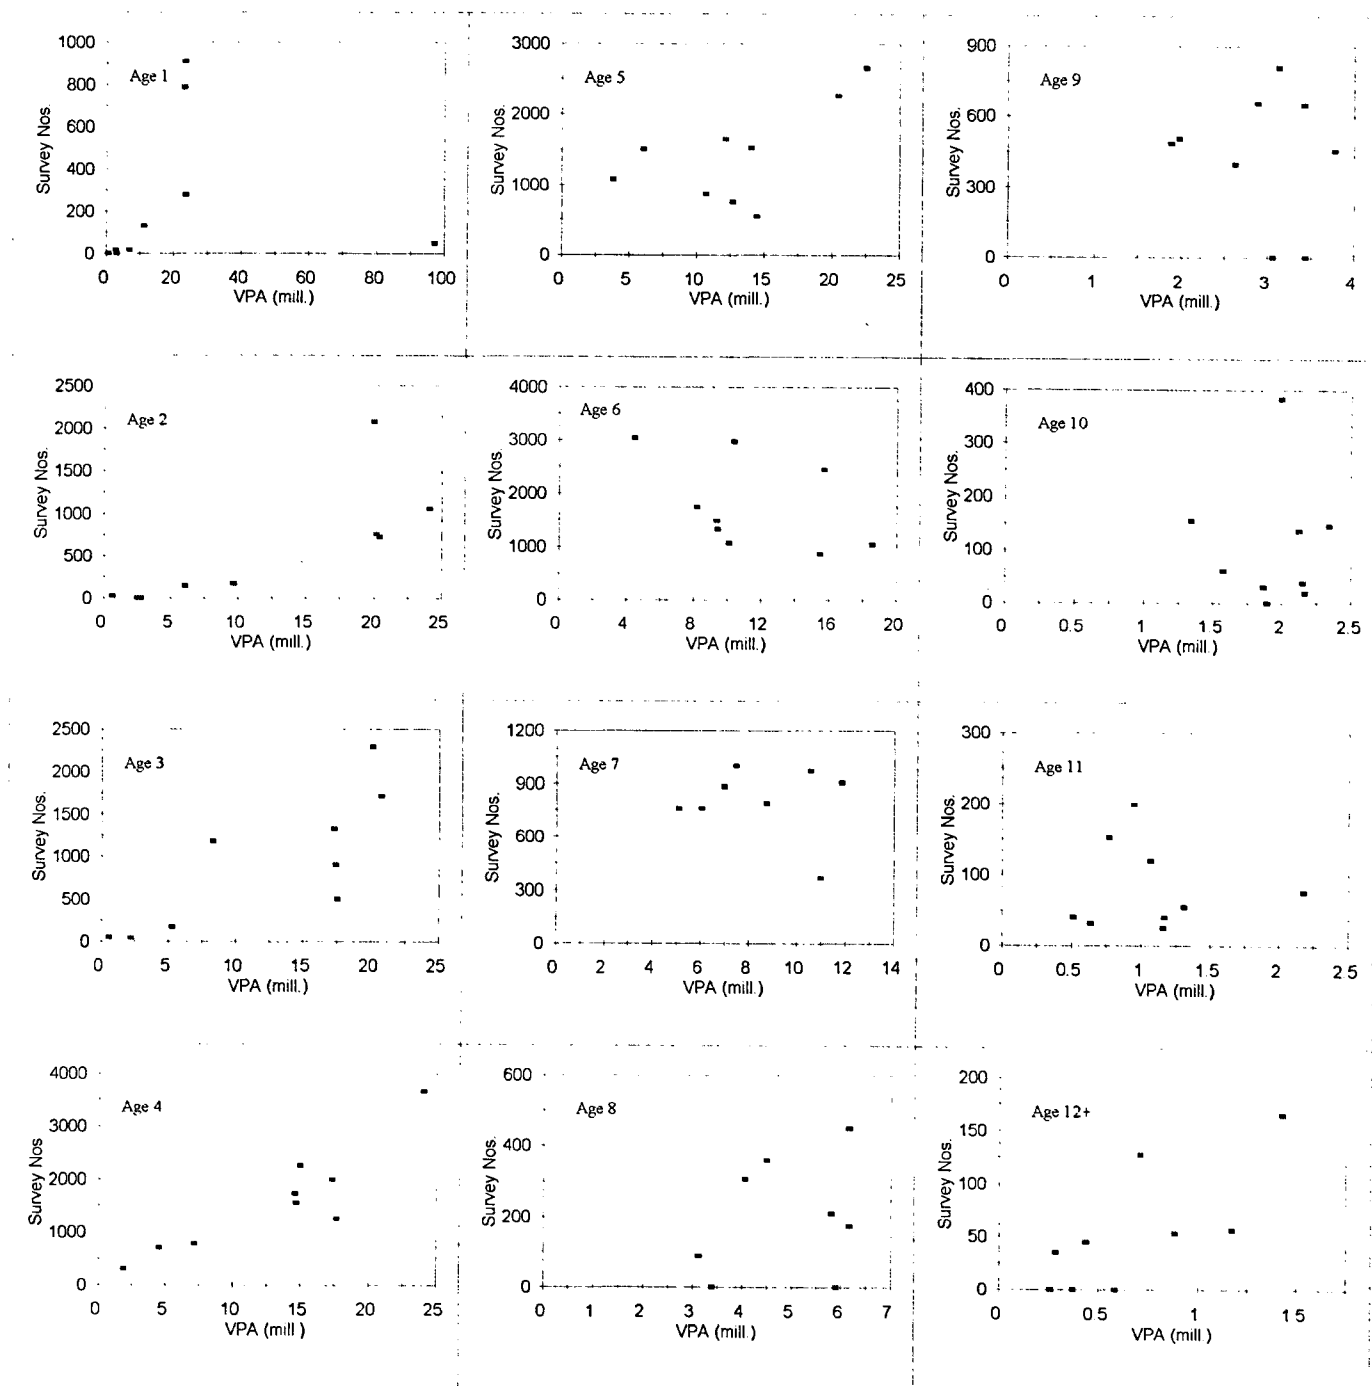 Age 1
Survey Nos.
1000
800
600
400
200
0
0 20 40 60 80 100
VPA (mill.)
Age 5
Survey Nos.
3000
2000
1000
0
0 5 10 15 20 25
VPA (mill.)
Age 9
Survey Nos.
900
600
300
0
0 1 2 3 4
VPA (mill.)
Age 2
Survey Nos.
2500
2000
1500
1000
500
0
0 5 10 15 20 25
VPA (mill.)
Age 6
Survey Nos.
4000
3000
2000
1000
0
0 4 8 12 16 20
VPA (mill.)
Age 10
Survey Nos.
400
300
200
100
0
0 0.5 1 1.5 2 2.5
VPA (mill.)
Age 3
Survey Nos.
2500
2000
1500
1000
500
0
0 5 10 15 20 25
VPA (mill.)
Age 7
Survey Nos.
1200
900
600
300
0
0 2 4 6 8 10 12 14
VPA (mill.)
Age 11
Survey Nos.
300
200
100
0
0 0.5 1 1.5 2 2 5
VPA (mill.)
Age 4
Survey Nos
4000
3000
2000
1000
0
0 5 10 15 20 25
VPA (mill )
Age 8
Survey Nos.
600
400
200
0
0 1 2 3 4 5 6 7
VPA (mill.)
Age 12+
Survey Nos.
200
150
100
50
0
0 0.5 1 1 5
VPA (mill.)